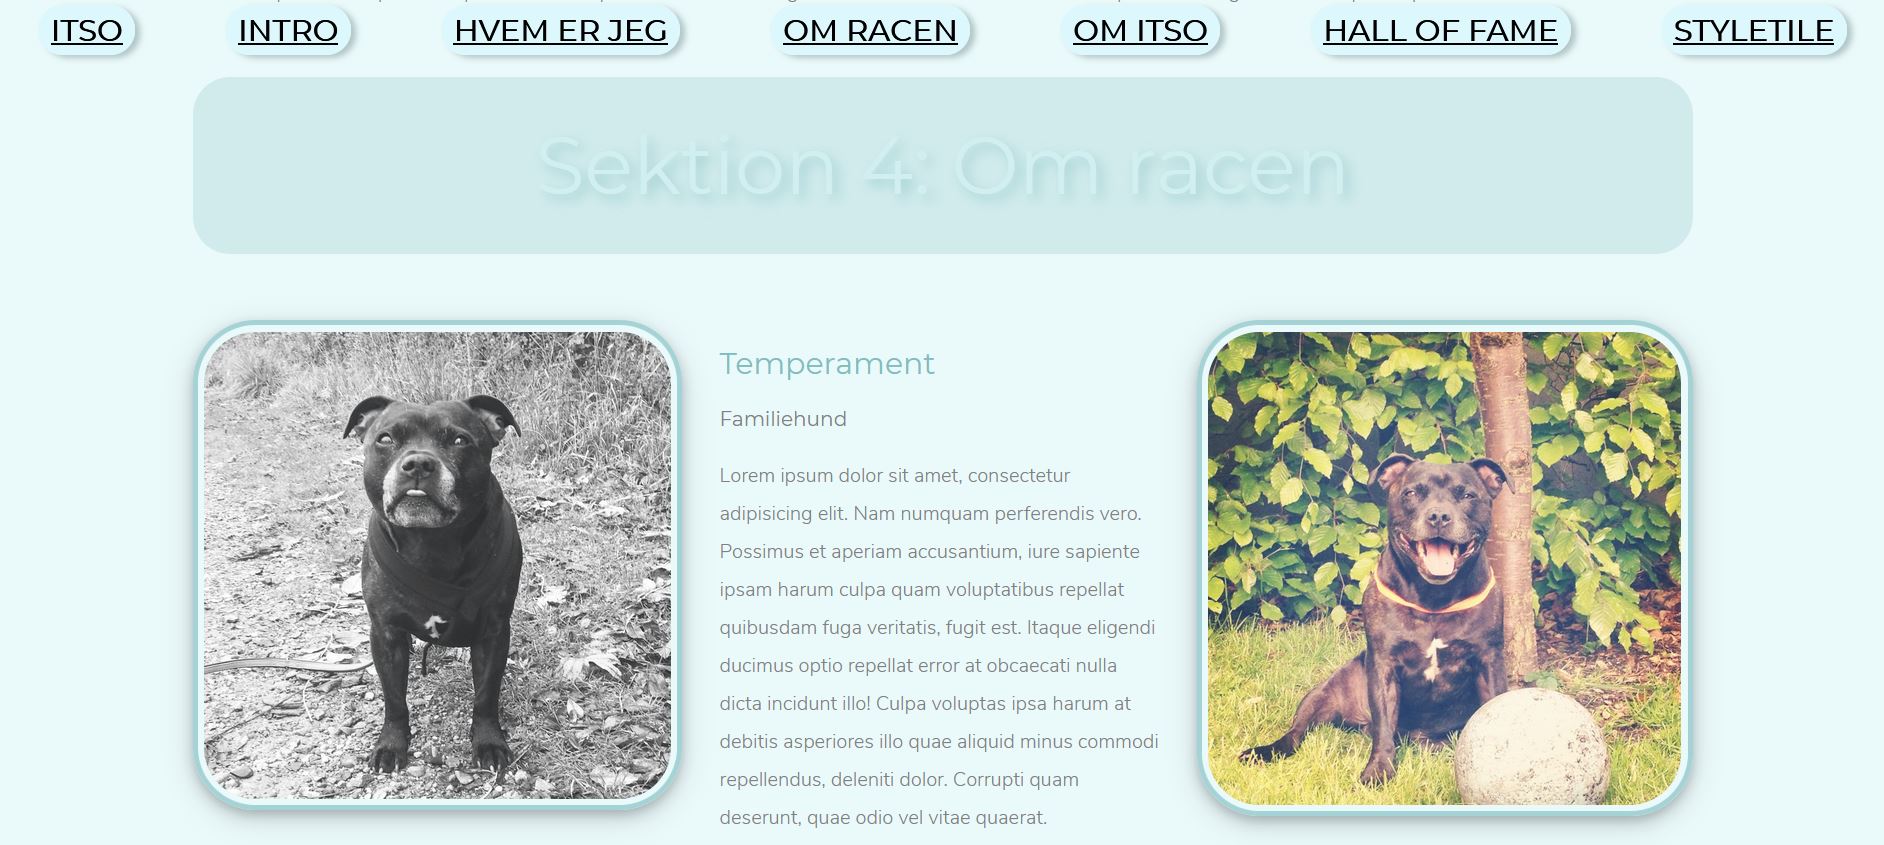 ITSO INTRO HVEM ER JEG OM RACEN OM ITSO HALL OF FAME STYLETILE
Sektion 4: Om racen
Temperament
Familiehund
Lorem ipsum dolor sit amet, consectetur
adipisicing elit. Nam numquam perferendis vero.
Possimus et aperiam accusantium, iure sapiente
ipsam harum culpa quam voluptatibus repellat
quibusdam fuga veritatis, fugit est. Itaque eligendi
ducimus optio repellat error at obcaecati nulla
dicta incidunt illo! Culpa voluptas ipsa harum at
debitis asperiores illo quae aliquid minus commodi
repellendus, deleniti dolor. Corrupti quam
deserunt, quae odio vel vitae quaerat.